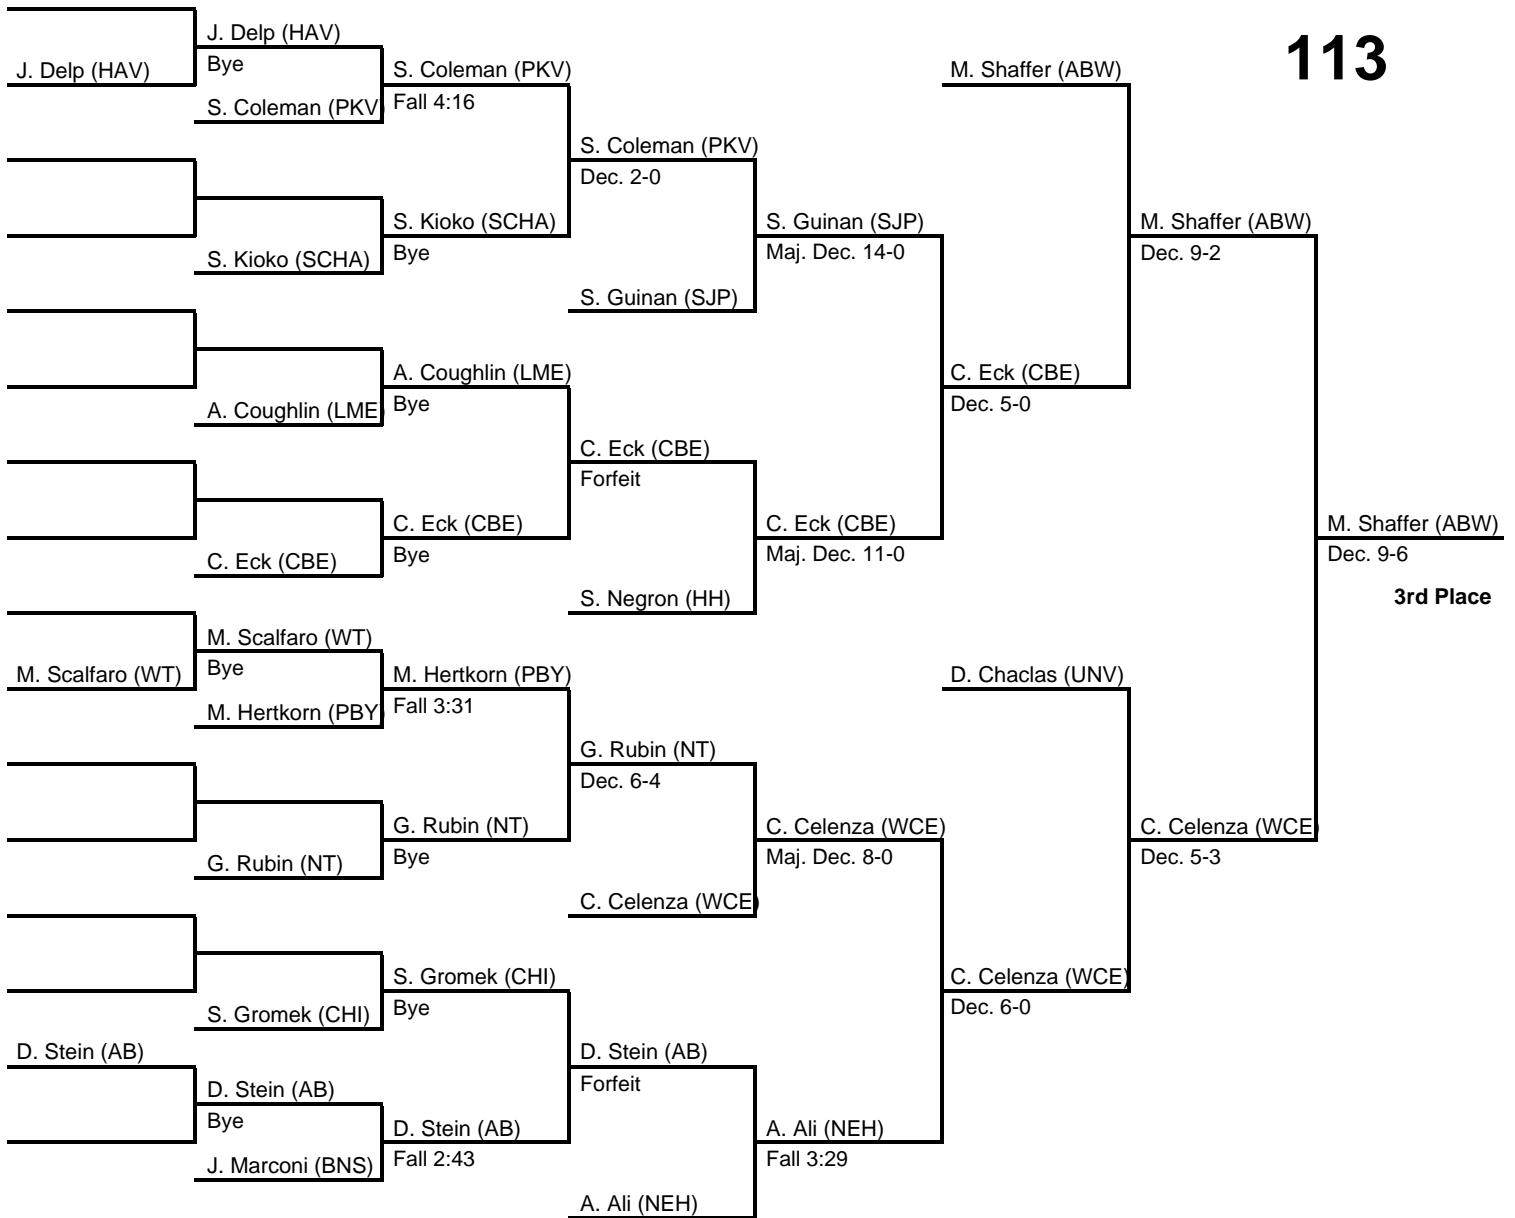 113
J. Delp (HAV)
J. Delp (HAV)
Bye
S. Coleman (PKV)
S. Coleman (PKV)
Fall 4:16
S. Kioko (SCHA)
S. Kioko (SCHA)
Bye
S. Coleman (PKV)
Dec. 2-0
S. Guinan (SJP)
S. Guinan (SJP)
Maj. Dec. 14-0
A. Coughlin (LME)
A. Coughlin (LME)
Bye
C. Eck (CBE)
C. Eck (CBE)
Bye
C. Eck (CBE)
Forfeit
S. Negron (HH)
C. Eck (CBE)
Maj. Dec. 11-0
C. Eck (CBE)
Dec. 5-0
M. Shaffer (ABW)
M. Shaffer (ABW)
Dec. 9-2
M. Scalfaro (WT)
M. Scalfaro (WT)
Bye
M. Hertkorn (PBY)
M. Hertkorn (PBY)
Fall 3:31
G. Rubin (NT)
G. Rubin (NT)
Bye
G. Rubin (NT)
Dec. 6-4
C. Celenza (WCE)
C. Celenza (WCE)
Maj. Dec. 8-0
S. Gromek (CHI)
S. Gromek (CHI)
Bye
D. Stein (AB)
D. Stein (AB)
Bye
J. Marconi (BNS)
D. Stein (AB)
Fall 2:43
D. Stein (AB)
Forfeit
A. Ali (NEH)
A. Ali (NEH)
Fall 3:29
C. Celenza (WCE)
Dec. 6-0
D. Chaclas (UNV)
C. Celenza (WCE)
Dec. 5-3
M. Shaffer (ABW)
Dec. 9-6
3rd Place